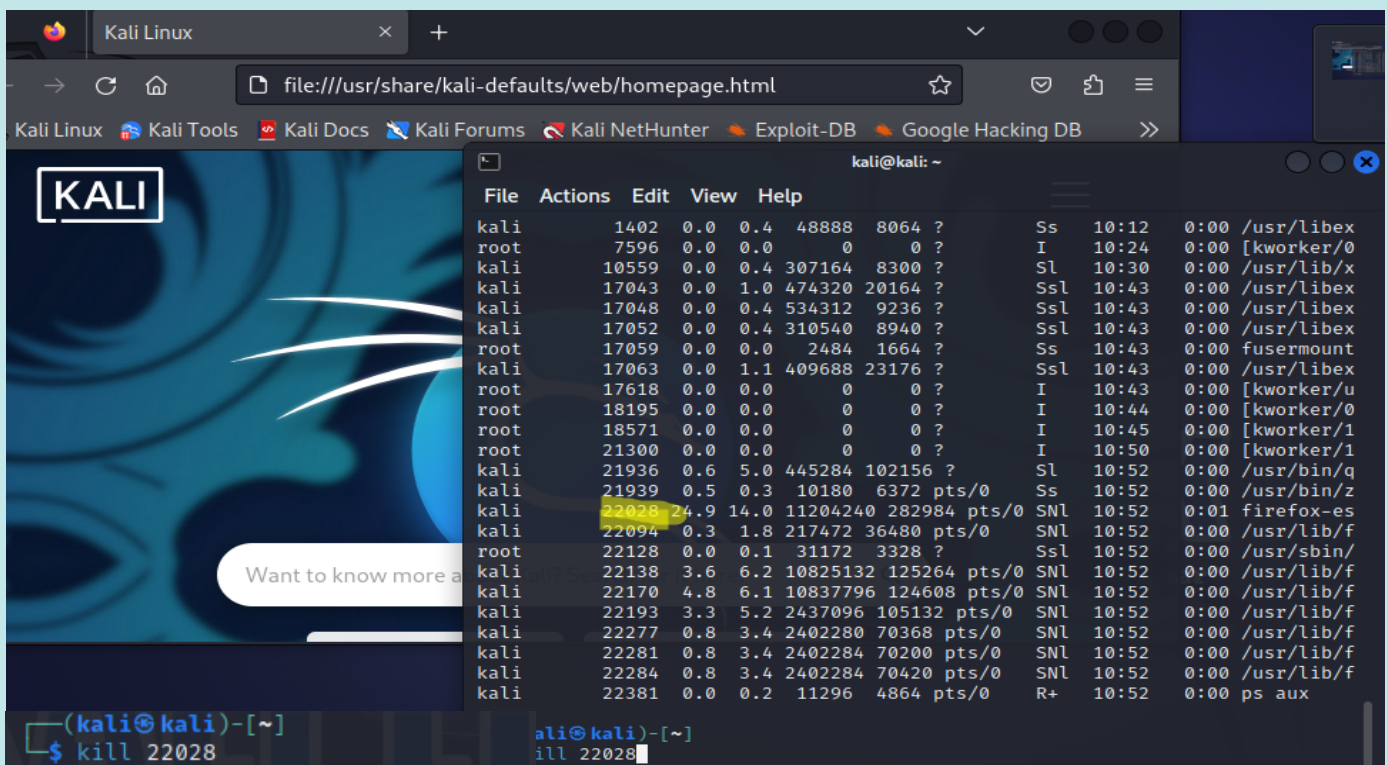 Kali Linux
file:///usr/share/kali-defaults/web/homepage.html
Kali Linux Kali Tools Kali Docs Kali Forums Kali NetHunter Exploit-DB Google Hacking DB
KALI
Want to know more
kali@kali: ~
File Actions Edit View Help
kali 1402 0.0 0.4 48888 8064 ? Ss 10:12 0:00 /usr/libex
root 7596 0.0 0.0 0 0 ? I 10:24 0:00 [kworker/0
kali 10559 0.0 0.4 307164 8300 ? Sl 10:30 0:00 /usr/lib/x
kali 17043 0.0 1.0 474320 20164 ? Ssl 10:43 0:00 /usr/libex
kali 17048 0.0 0.4 534312 9236 ? Ssl 10:43 0:00 /usr/libex
kali 17052 0.0 0.4 310540 8940 ? Ssl 10:43 0:00 /usr/libex
root 17059 0.0 0.0 2484 1664 ? Ss 10:43 0:00 fusermount
kali 17063 0.0 1.1 409688 23176 ? Ssl 10:43 0:00 /usr/libex
root 17618 0.0 0.0 0 0 ? I 10:43 0:00 [kworker/u
root 18195 0.0 0.0 0 0 ? I 10:44 0:00 [kworker/0
root 18571 0.0 0.0 0 0 ? I 10:45 0:00 [kworker/1
root 21300 0.0 0.0 0 0 ? I 10:50 0:00 [kworker/1
kali 21936 0.6 5.0 445284 102156 ? Sl 10:52 0:00 /usr/bin/q
kali 21939 0.5 0.3 10180 6372 pts/0 Ss 10:52 0:00 /usr/bin/z
kali 22028 24.9 14.0 11204240 282984 pts/0 SNl 10:52 0:01 firefox-es
kali 22094 0.3 1.8 217472 36480 pts/0 SNl 10:52 0:00 /usr/lib/f
root 22128 0.0 0.1 31172 3328 ? Ssl 10:52 0:00 /usr/sbin/
kali 22138 3.6 6.2 10825132 125264 pts/0 SNl 10:52 0:00 /usr/lib/f
kali 22170 4.8 6.1 10837796 124608 pts/0 SNl 10:52 0:00 /usr/lib/f
kali 22193 3.3 5.2 2437096 105132 pts/0 SNl 10:52 0:00 /usr/lib/f
kali 22277 0.8 3.4 2402280 70368 pts/0 SNl 10:52 0:00 /usr/lib/f
kali 22281 0.8 3.4 2402284 70200 pts/0 SNl 10:52 0:00 /usr/lib/f
kali 22284 0.8 3.4 2402284 70420 pts/0 SNl 10:52 0:00 /usr/lib/f
kali 22381 0.0 0.2 11296 4864 pts/0 R+ 10:52 0:00 ps aux
(kali㉿kali)-[~]
$ kill 22028
ali㉿kali)-[~]
ill 22028